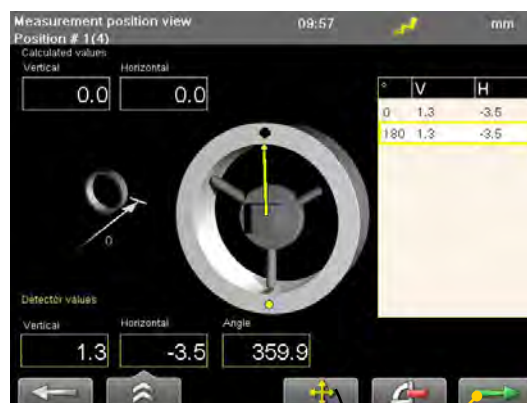 Measurement position view 09:57 mm
Position # 1(4)
Calculated values
Vertical Horizontal
0.0 0.0
° V H
0 1.3 -3.5
180 1.3 -3.5
0
Detector values
Vertical Horizontal Angle
1.3 -3.5 359.9